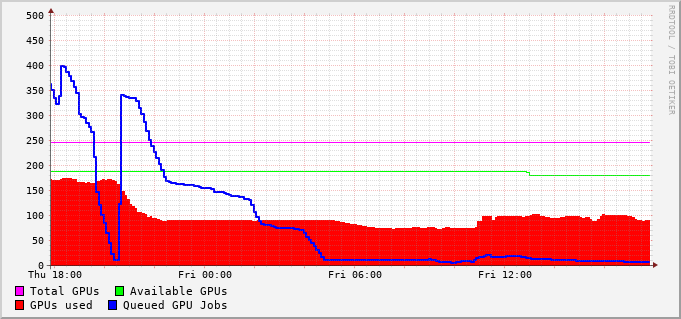 500
450
400
350
300
250
200
150
100
50
0
Thu 18:00 Fri 00:00 Fri 06:00 Fri 12:00
Total GPUs Available GPUs
GPUs used Queued GPU Jobs
RRDTOOL / TOBI OETIKER